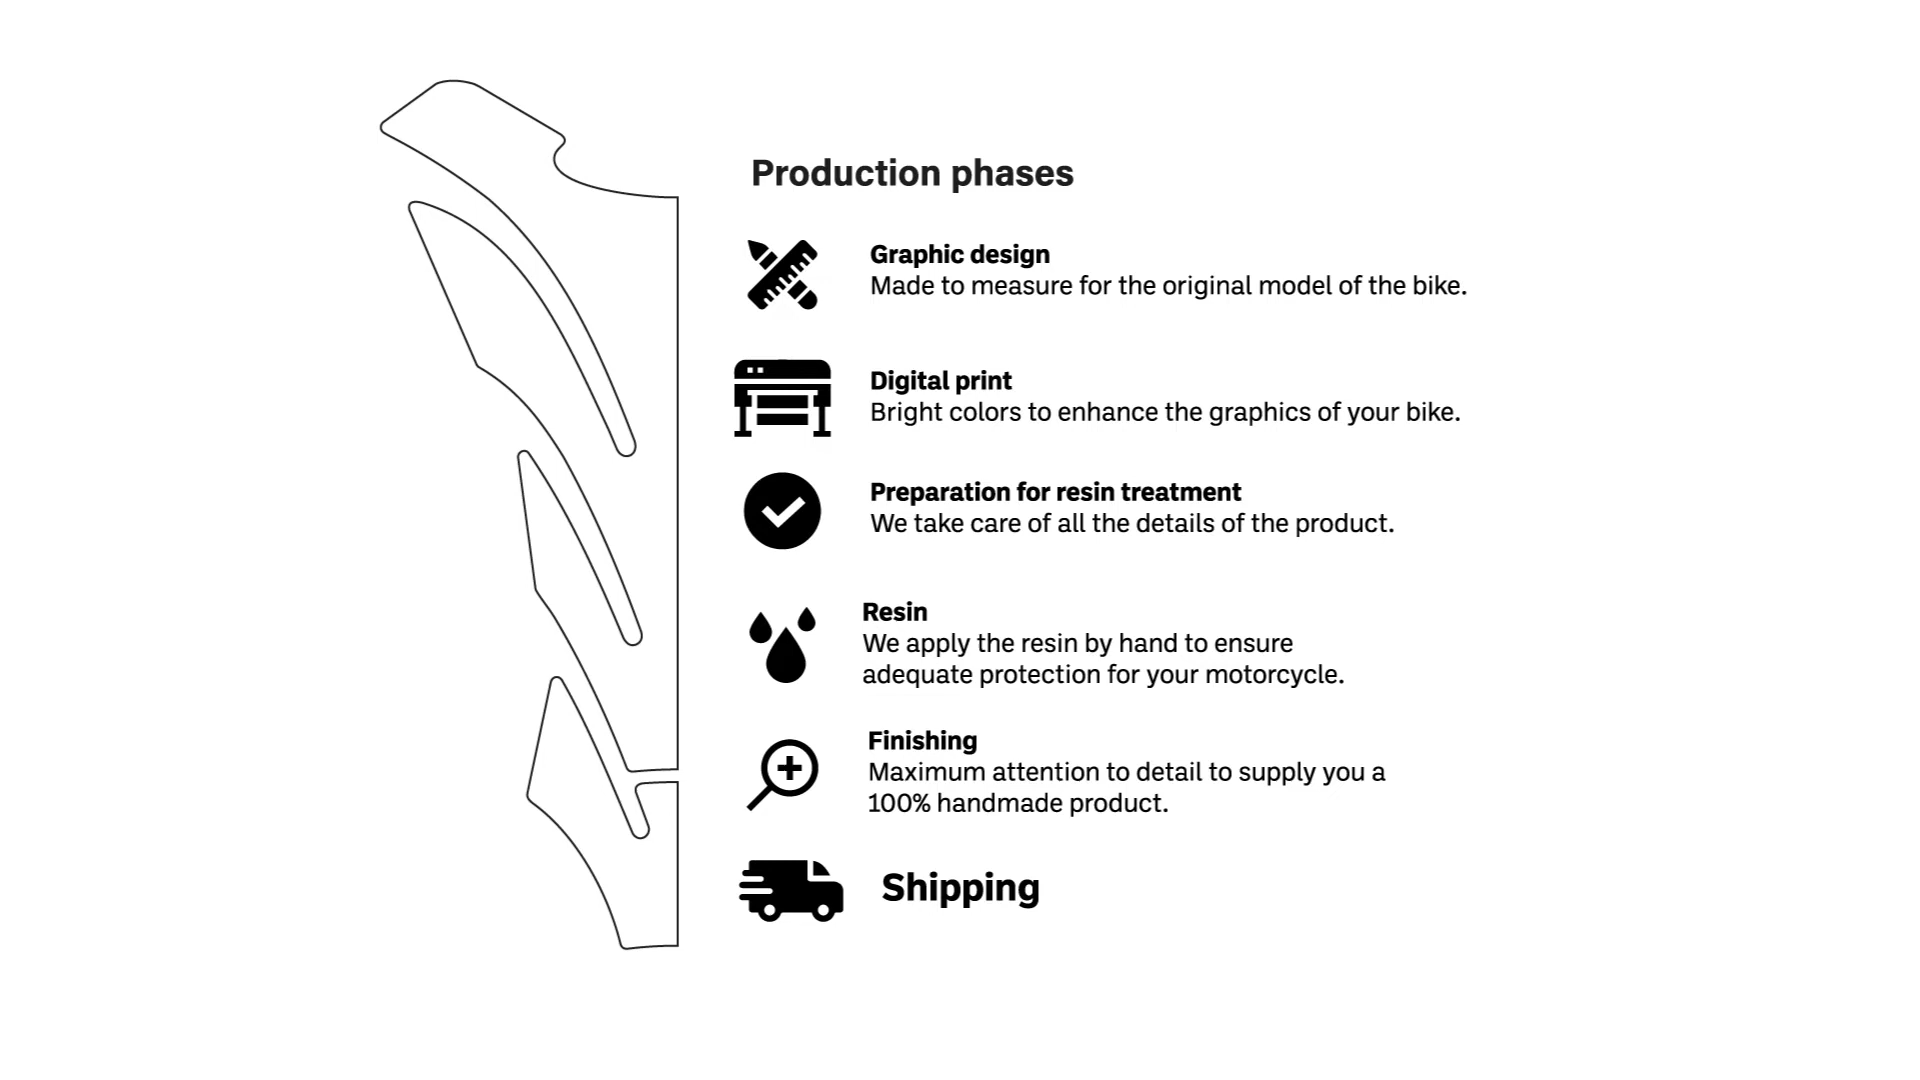 Production phases
Graphic design
Made to measure for the original model of the bike.
Digital print
Bright colors to enhance the graphics of your bike.
Preparation for resin treatment
We take care of all the details of the product.
Resin
We apply the resin by hand to ensure
adequate protection for your motorcycle.
Finishing
Maximum attention to detail to supply you a
100% handmade product.
Shipping